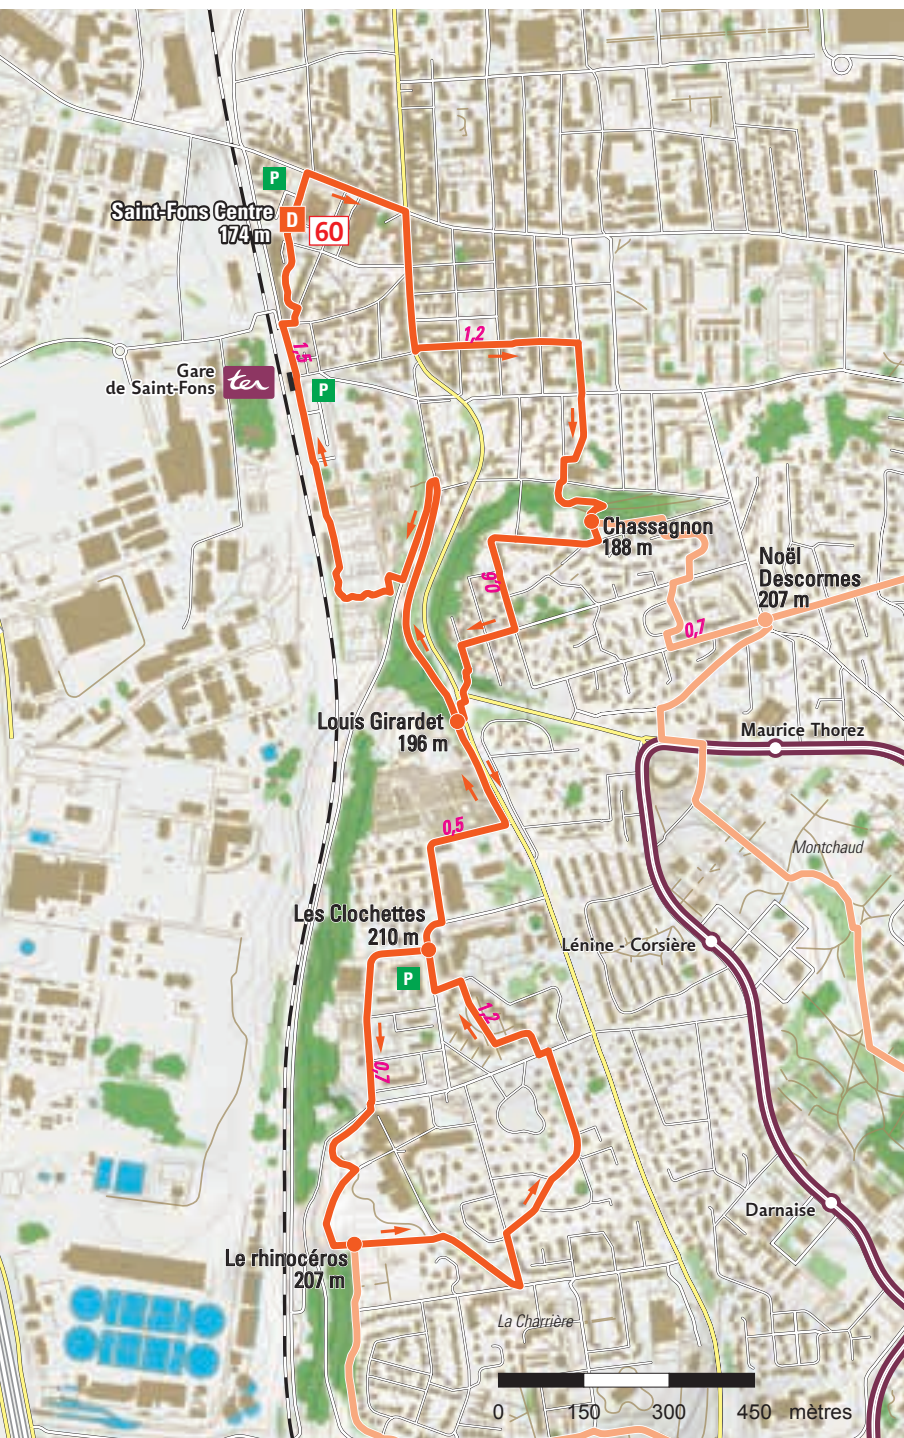 P
Saint-Fons Centre
174 m
D
60
1,2
1,5
Gare
de Saint-Fons
ter
P
Chassagnon
188 m
Noël
Descormes
207 m
0,6
0,7
Louis Girardet
196 m
Maurice Thorez
0,5
Montchaud
Les Clochettes
210 m
Lénine - Corsière
P
1,2
0,7
Darnaise
Le rhinocéros
207 m
La Charrière
0 150 300 450 mètres